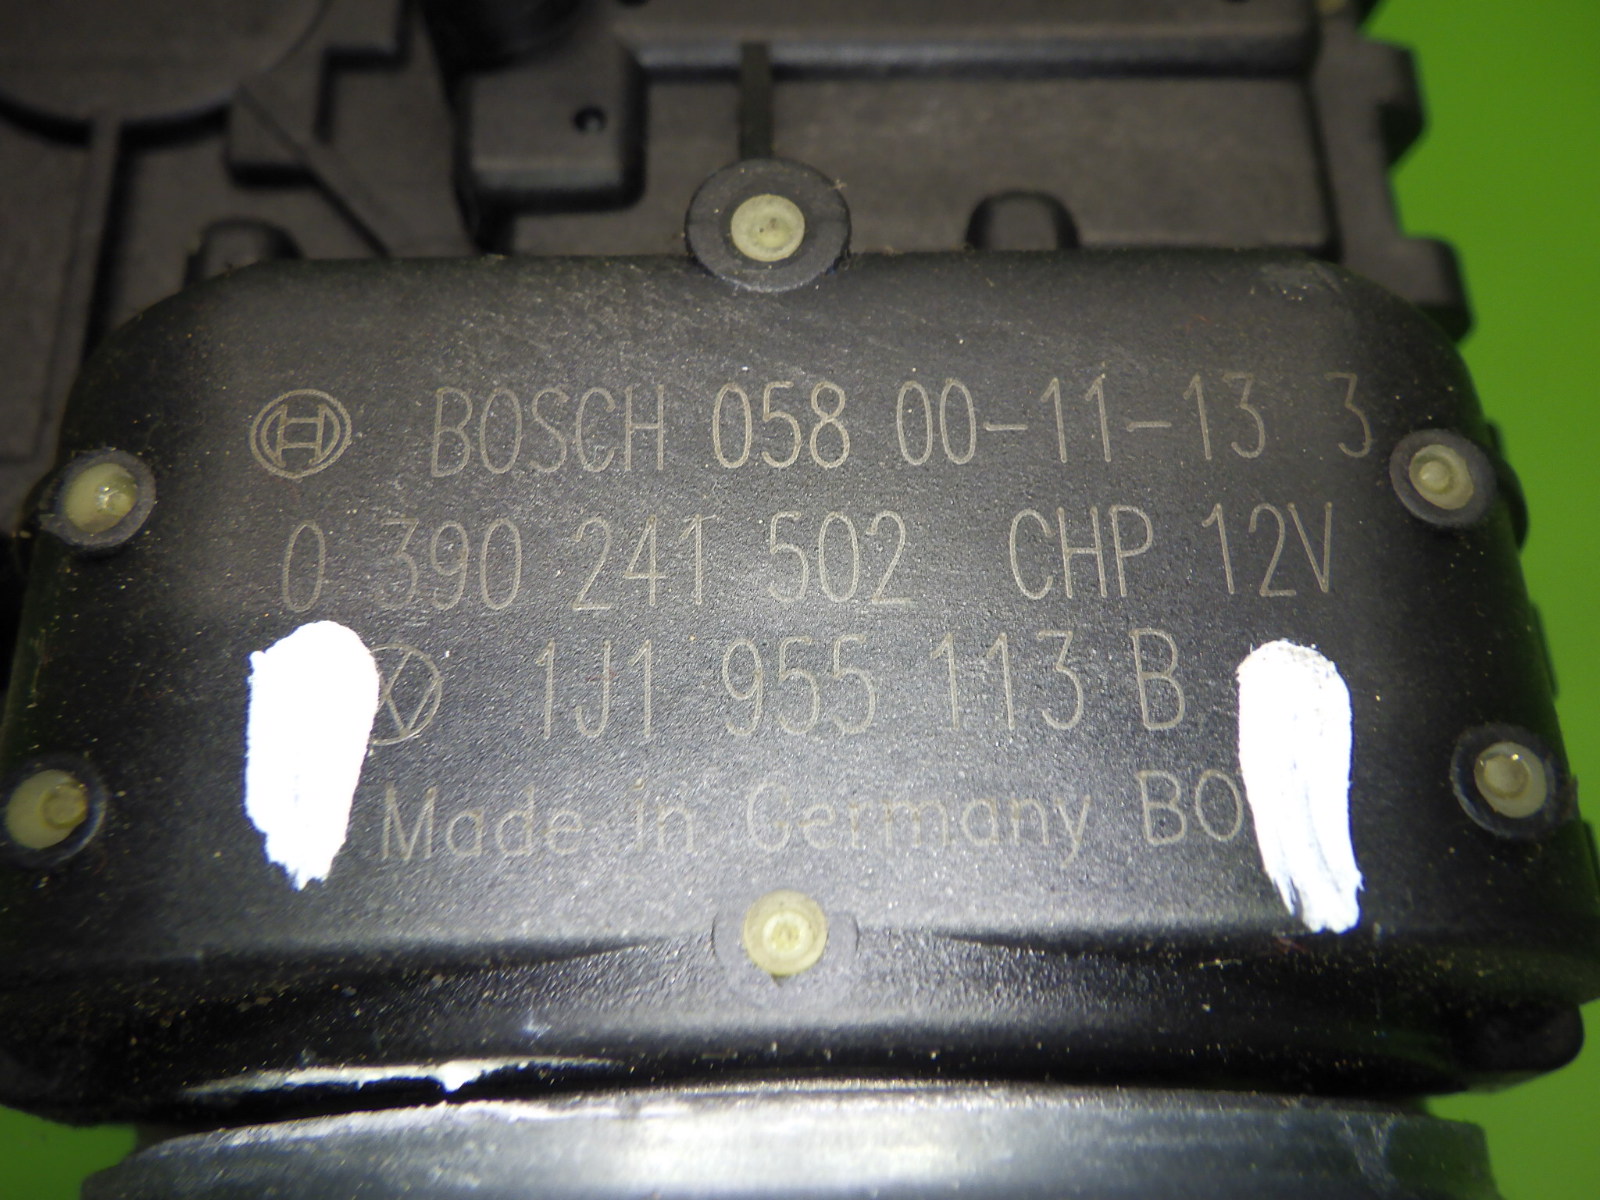 BOSCH 058 00-11-13 3
0 390 241 502 CHP 12V
1J1 955 113 B
Made in Germany BO